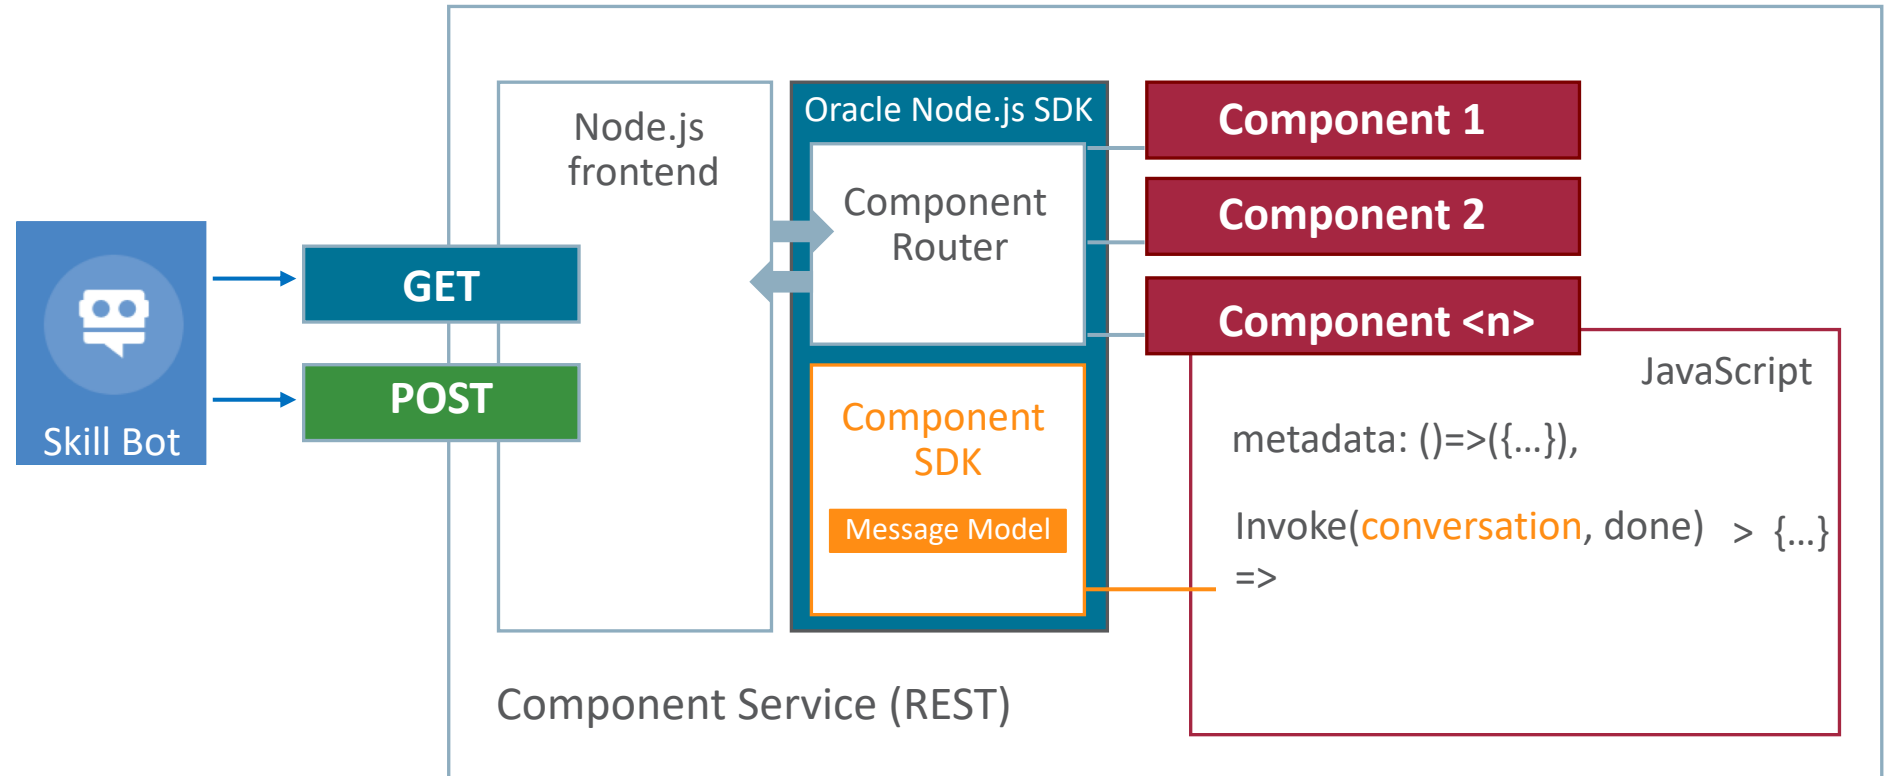 Skill Bot
GET
POST
Node.js
frontend
Oracle Node.js SDK
Component
Router
Component
SDK
Message Model
Component 1
Component 2
Component <n>
JavaScript
metadata: ()=>({...}),
Invoke(conversation, done) > {...}
=>
Component Service (REST)